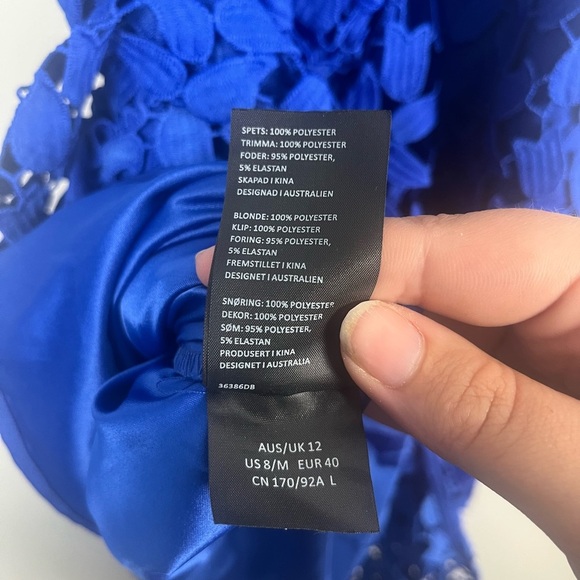 SPETS: 100% POLYESTER
TRIMMA: 100% POLYESTER
FODER: 95% POLYESTER,
5% ELASTAN
SKAPAD I KINA
DESIGNAD I AUSTRALIEN
BLONDE: 100% POLYESTER
KLIP: 100% POLYESTER
FORING: 95% POLYESTER,
5% ELASTAN
FREMSTILLET I KINA
DESIGNET I AUSTRALIEN
SNØRING: 100% POLYESTER
DEKOR: 100% POLYESTER
SØM: 95% POLYESTER,
5% ELASTAN
PRODUSERT I KINA
DESIGNET I AUSTRALIA
36386DB
AUS/UK 12
US 8/M EUR 40
CN 170/92A L